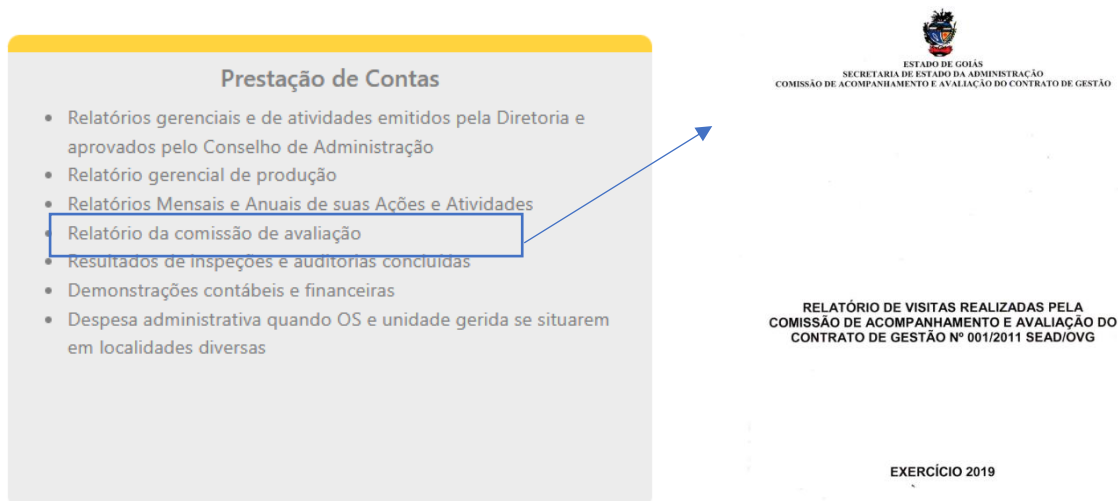 Prestação de Contas
Relatórios gerenciais e de atividades emitidos pela Diretoria e
aprovados pelo Conselho de Administração
Relatório gerencial de produção
Relatórios Mensais e Anuais de suas Ações e Atividades
Relatório da comissão de avaliação
Resultados de inspeções e auditorias concluídas
Demonstrações contábeis e financeiras
Despesa administrativa quando OS e unidade gerida se situarem
em localidades diversas
ESTADO DE GOIÁS
SECRETARIA DE ESTADO DA ADMINISTRAÇÃO
COMISSÃO DE ACOMPANHAMENTO E AVALIAÇÃO DO CONTRATO DE GESTÃO
RELATÓRIO DE VISITAS REALIZADAS PELA
COMISSÃO DE ACOMPANHAMENTO E AVALIAÇÃO DO
CONTRATO DE GESTÃO Nº 001/2011 SEAD/OVG
EXERCÍCIO 2019